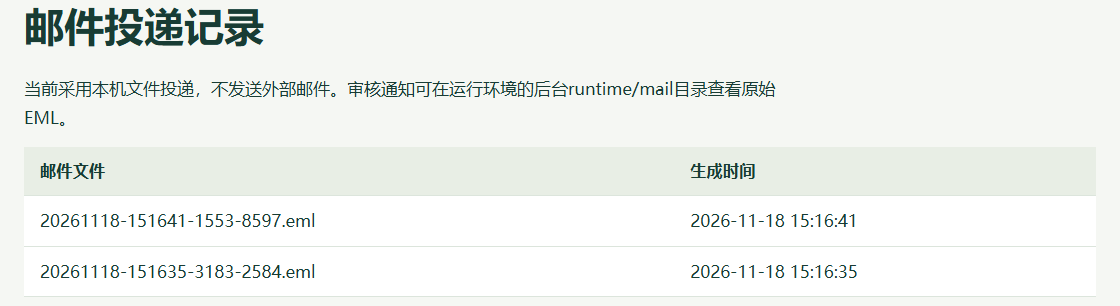 邮件投递记录
当前采用本机文件投递，不发送外部邮件。审核通知可在运行环境的后台runtime/mail目录查看原始
EML。
邮件文件 生成时间
20261118-151641-1553-8597.eml 2026-11-18 15:16:41
20261118-151635-3183-2584.eml 2026-11-18 15:16:35